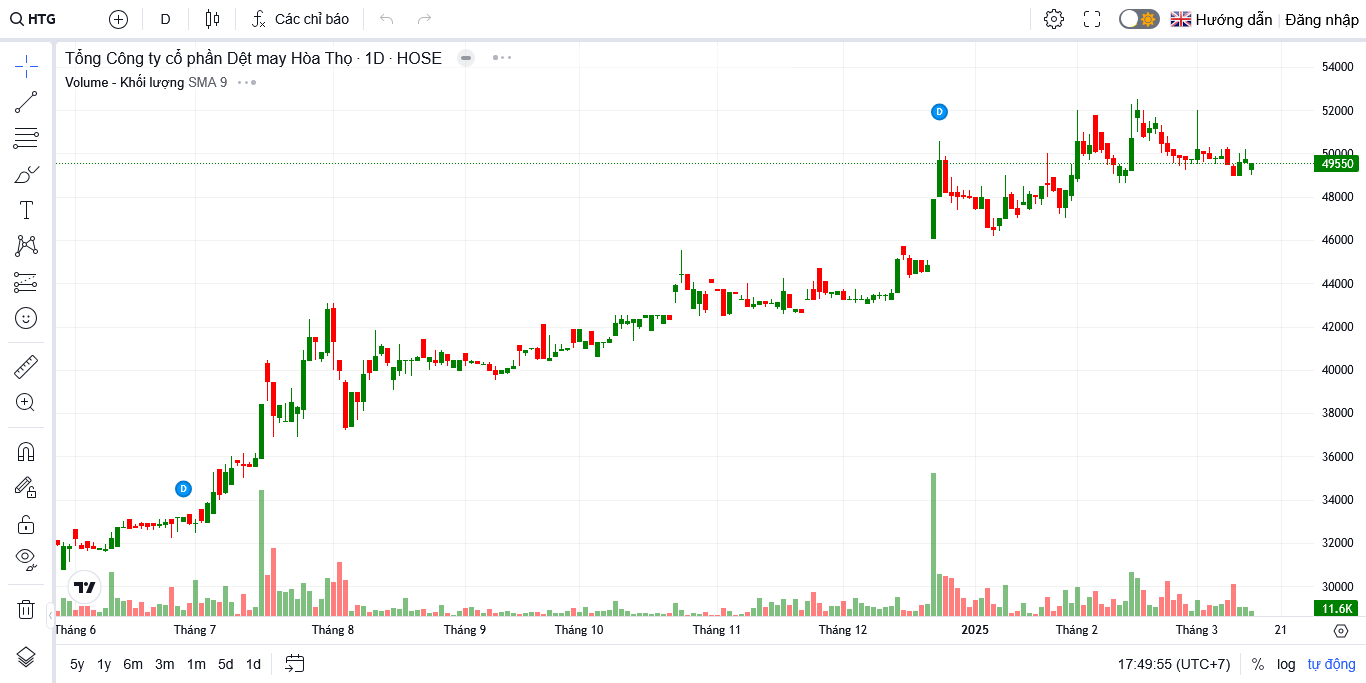 HTG D Các chỉ báo Hướng dẫn Đăng nhập
Tổng Công ty cổ phần Dệt may Hòa Thọ · 1D · HOSE
Volume - Khối lượng SMA 9
54000
52000
50000
49550
48000
46000
44000
42000
40000
38000
36000
34000
32000
30000
11.6K
D
D
Tháng 6 Tháng 7 Tháng 8 Tháng 9 Tháng 10 Tháng 11 Tháng 12 2025 Tháng 2 Tháng 3 21
5y 1y 6m 3m 1m 5d 1d 17:49:55 (UTC+7) % log tự động